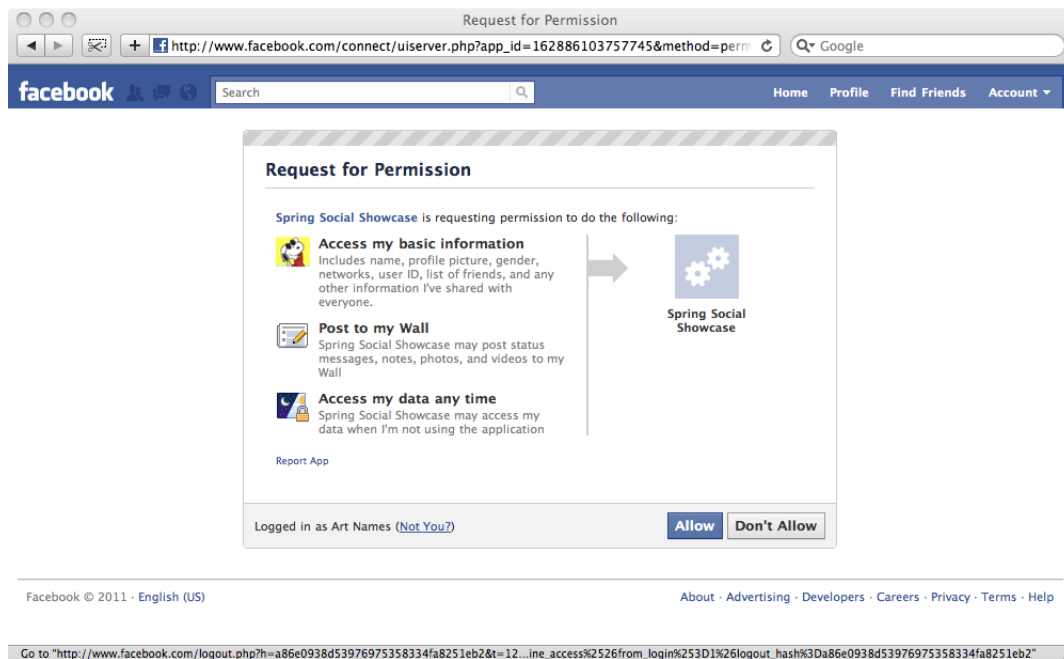 Request for Permission
http://www.facebook.com/connect/uiserver.php?app_id=162886103757745&method=perm
Google
facebook
Search
Home Profile Find Friends Account
Request for Permission
Spring Social Showcase is requesting permission to do the following:
Access my basic information
Includes name, profile picture, gender,
networks, user ID, list of friends, and any
other information I've shared with
everyone.
Post to my Wall
Spring Social Showcase may post status
messages, notes, photos, and videos to my
Wall
Access my data any time
Spring Social Showcase may access my
data when I'm not using the application
Spring Social
Showcase
Report App
Logged in as Art Names (Not You?)
Allow Don't Allow
Facebook © 2011 · English (US)
About · Advertising · Developers · Careers · Privacy · Terms · Help
Go to "http://www.facebook.com/logout.php?h=a86e0938d53976975358334fa8251eb2&t=12...ine_access%2526from_login%253D1%26logout_hash%3Da86e0938d53976975358334fa8251eb2"